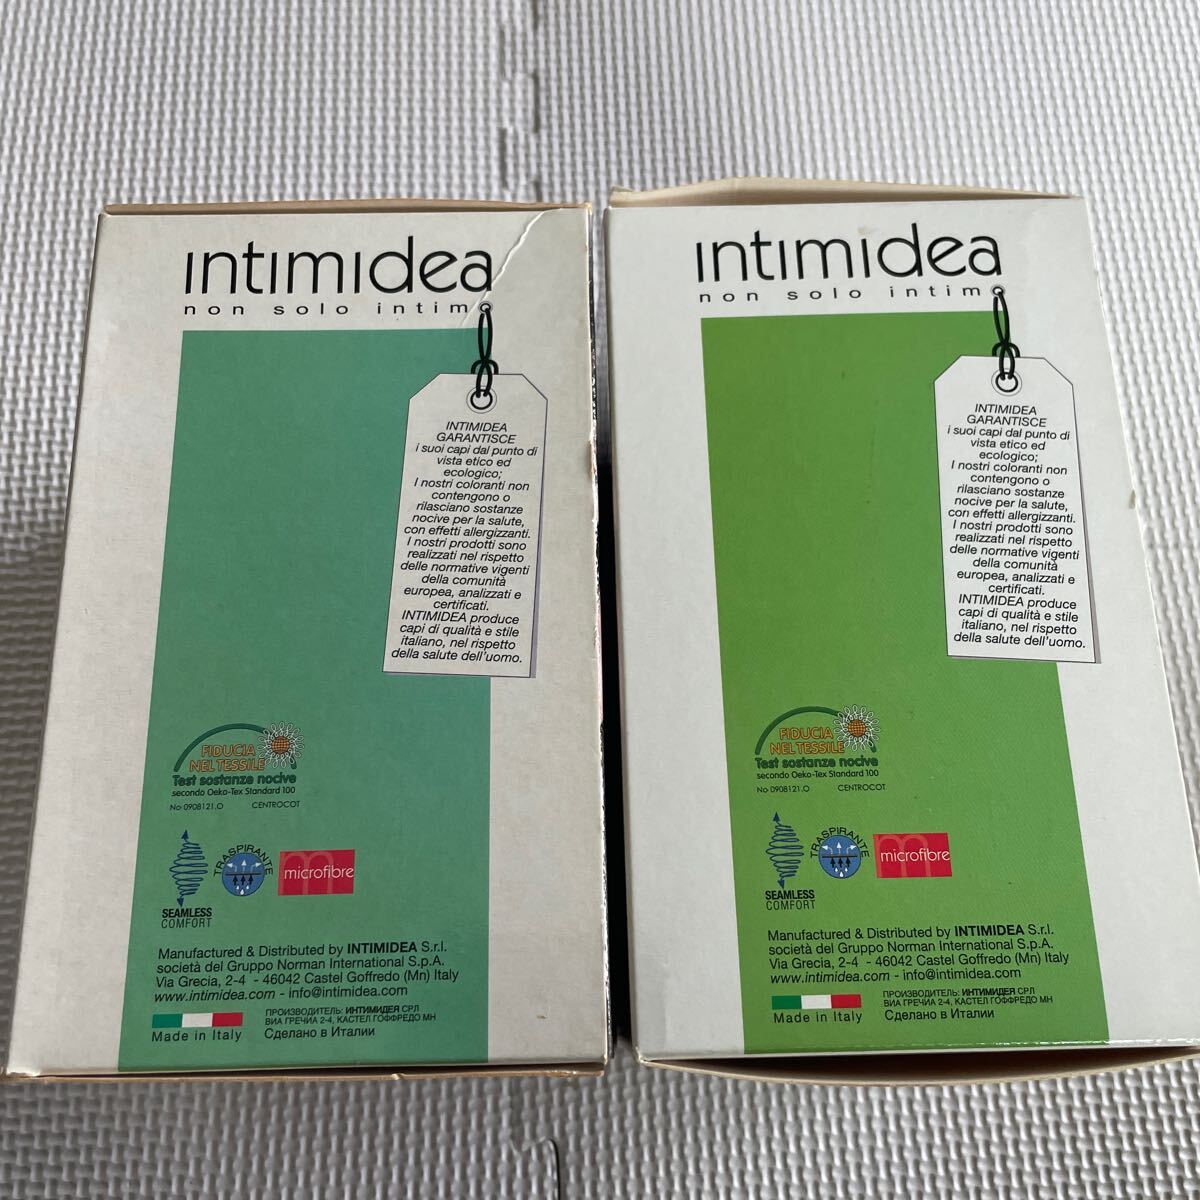 intimidea
non solo intimo
INTIMIDEA
GARANTISCE
i suoi capi dal punto di
vista etico ed
ecologico;
I nostri coloranti non
contengono o
rilasciano sostanze
nocive per la salute,
con effetti allergizzanti.
I nostri prodotti sono
realizzati nel rispetto
delle normative vigenti
della comunità
europea, analizzati e
certificati.
INTIMIDEA produce
capi di qualità e stile
italiano, nel rispetto
della salute dell'uomo.
FIDUCIA
NEL TESSILE
Test sostanze nocive
secondo Oeko-Tex Standard 100
No 0908121.O CENTROCOT
SEAMLESS
COMFORT
TRASPIRANTE
m
microfibre
Manufactured & Distributed by INTIMIDEA S.r.l.
società del Gruppo Norman International S.p.A.
Via Grecia, 2-4 - 46042 Castel Goffredo (Mn) Italy
www.intimidea.com - info@intimidea.com
Made in Italy
ПРОИЗВОДИТЕЛЬ: ИНТИМИДЕЯ СРЛ
ВИА ГРЕЧИА 2-4, КАСТЕЛ ГОФФРЕДО МН
Сделано в Италии
intimidea
non solo intimo
INTIMIDEA
GARANTISCE
i suoi capi dal punto di
vista etico ed
ecologico;
I nostri coloranti non
contengono o
rilasciano sostanze
nocive per la salute,
con effetti allergizzanti.
I nostri prodotti sono
realizzati nel rispetto
delle normative vigenti
della comunità
europea, analizzati e
certificati.
INTIMIDEA produce
capi di qualità e stile
italiano, nel rispetto
della salute dell'uomo.
FIDUCIA
NEL TESSILE
Test sostanze nocive
secondo Oeko-Tex Standard 100
No 0908121.O CENTROCOT
SEAMLESS
COMFORT
TRASPIRANTE
m
microfibre
Manufactured & Distributed by INTIMIDEA S.r.l.
società del Gruppo Norman International S.p.A.
Via Grecia, 2-4 - 46042 Castel Goffredo (Mn) Italy
www.intimidea.com - info@intimidea.com
Made in Italy
ПРОИЗВОДИТЕЛЬ: ИНТИМИДЕЯ СРЛ
ВИА ГРЕЧИА 2-4, КАСТЕЛ ГОФФРЕДО МН
Сделано в Италии